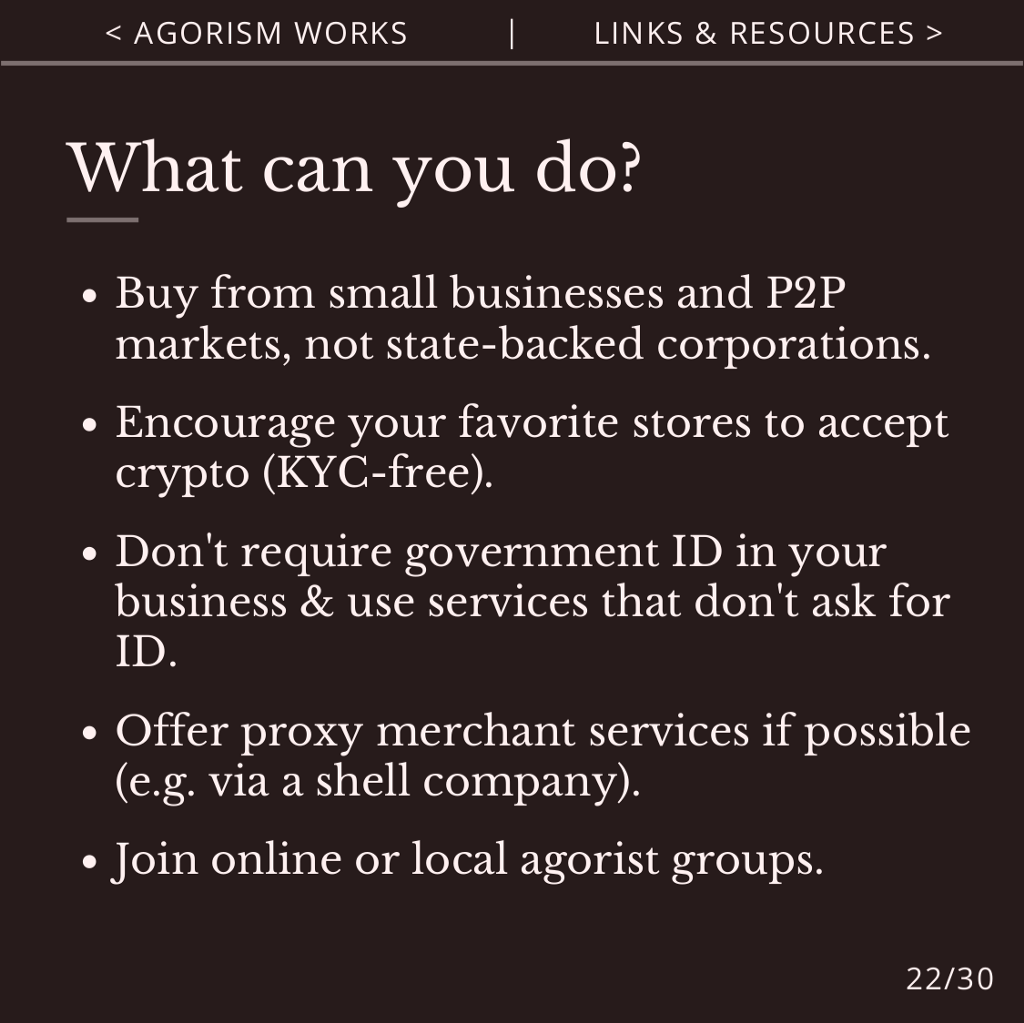 < AGORISM WORKS | LINKS & RESOURCES >
What can you do?
• Buy from small businesses and P2P
markets, not state-backed corporations.
• Encourage your favorite stores to accept
crypto (KYC-free).
• Don't require government ID in your
business & use services that don't ask for
ID.
• Offer proxy merchant services if possible
(e.g. via a shell company).
• Join online or local agorist groups.
22/30